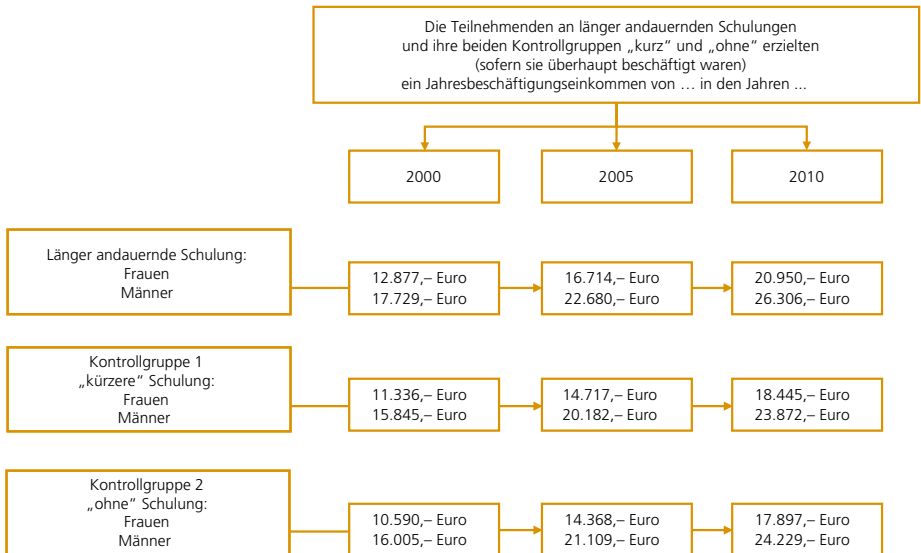 Die Teilnehmenden an länger andauernden Schulungen
und ihre beiden Kontrollgruppen „kurz“ und „ohne“ erzielten
(sofern sie überhaupt beschäftigt waren)
ein Jahresbeschäftigungseinkommen von … in den Jahren ...
2000
2005
2010
Länger andauernde Schulung:
Frauen
Männer
12.877,– Euro
17.729,– Euro
16.714,– Euro
22.680,– Euro
20.950,– Euro
26.306,– Euro
Kontrollgruppe 1
„kürzere“ Schulung:
Frauen
Männer
11.336,– Euro
15.845,– Euro
14.717,– Euro
20.182,– Euro
18.445,– Euro
23.872,– Euro
Kontrollgruppe 2
„ohne“ Schulung:
Frauen
Männer
10.590,– Euro
16.005,– Euro
14.368,– Euro
21.109,– Euro
17.897,– Euro
24.229,– Euro